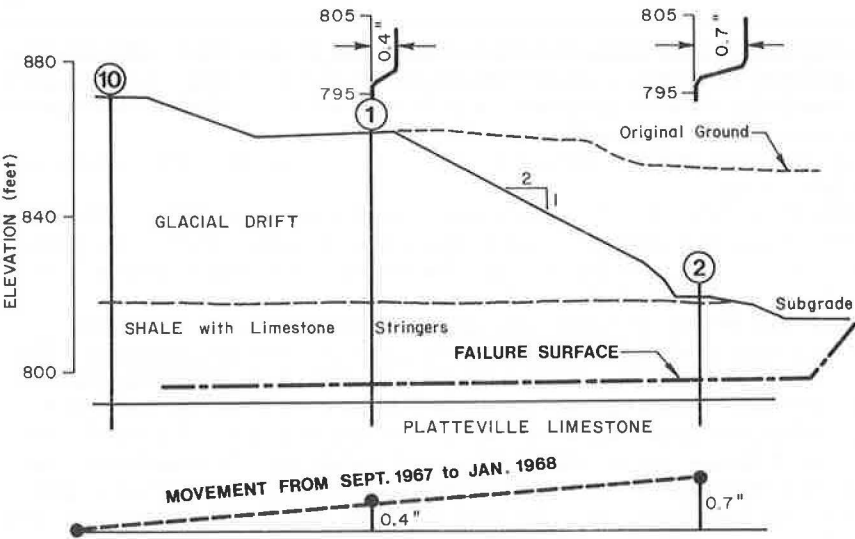 805
0.4"
795
805
0.7"
795
880
10
1
Original Ground
2
1
ELEVATION (feet)
840
GLACIAL DRIFT
2
Subgrade
SHALE with Limestone Stringers
FAILURE SURFACE
800
PLATTEVILLE LIMESTONE
MOVEMENT FROM SEPT. 1967 to JAN. 1968
0.4"
0.7"